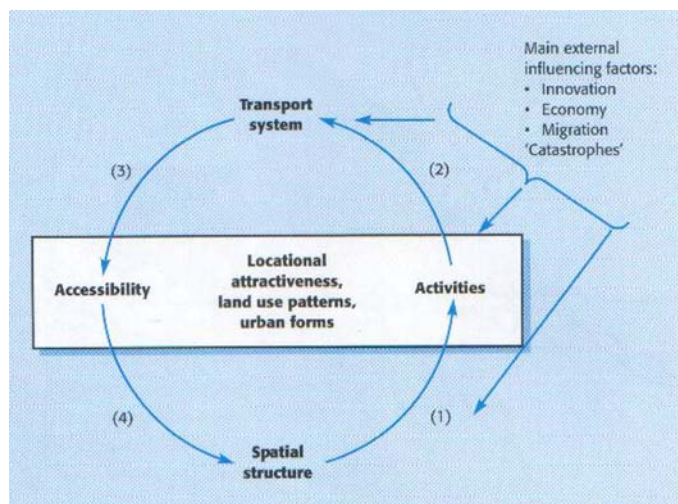 Main external
influencing factors:
• Innovation
• Economy
• Migration
'Catastrophes'
Transport
system
(3)
(2)
Locational
attractiveness,
land use patterns,
urban forms
Accessibility
Activities
(4)
(1)
Spatial
structure